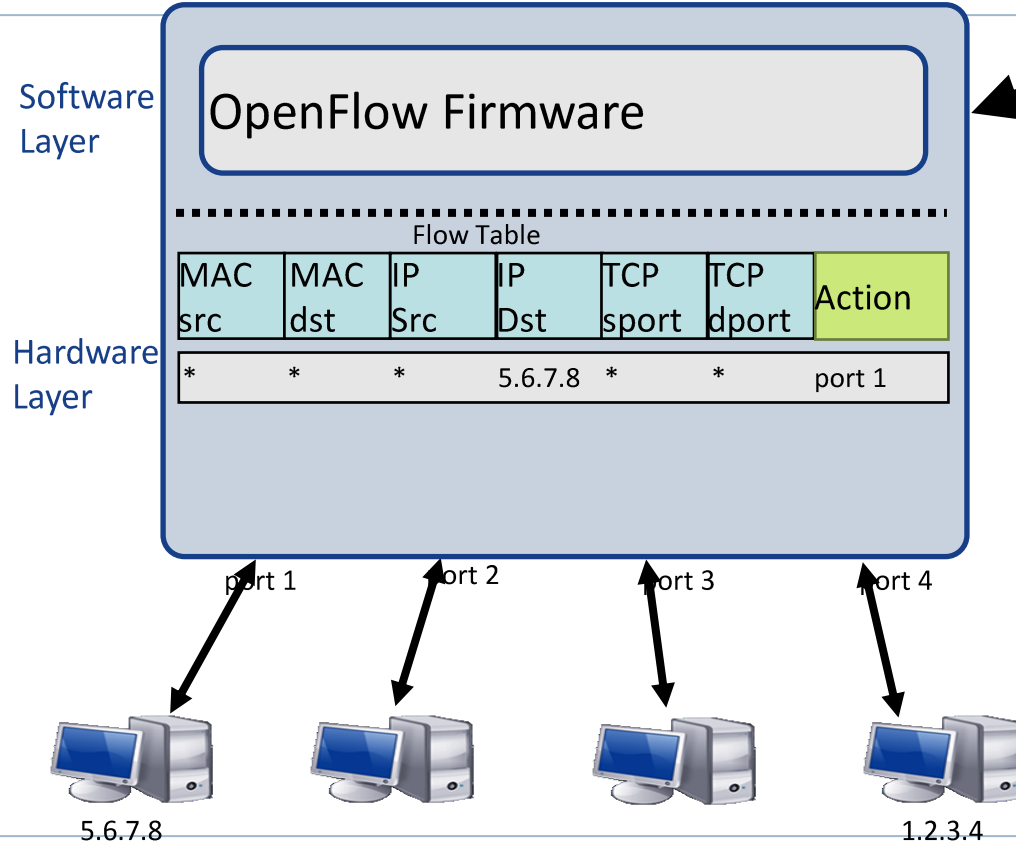 Software
Layer
OpenFlow Firmware
Flow Table
MAC
src
MAC
dst
IP
Src
IP
Dst
TCP
sport
TCP
dport
Action
Hardware
Layer
* * * 5.6.7.8 * * port 1
port 1
port 2
port 3
port 4
5.6.7.8
1.2.3.4